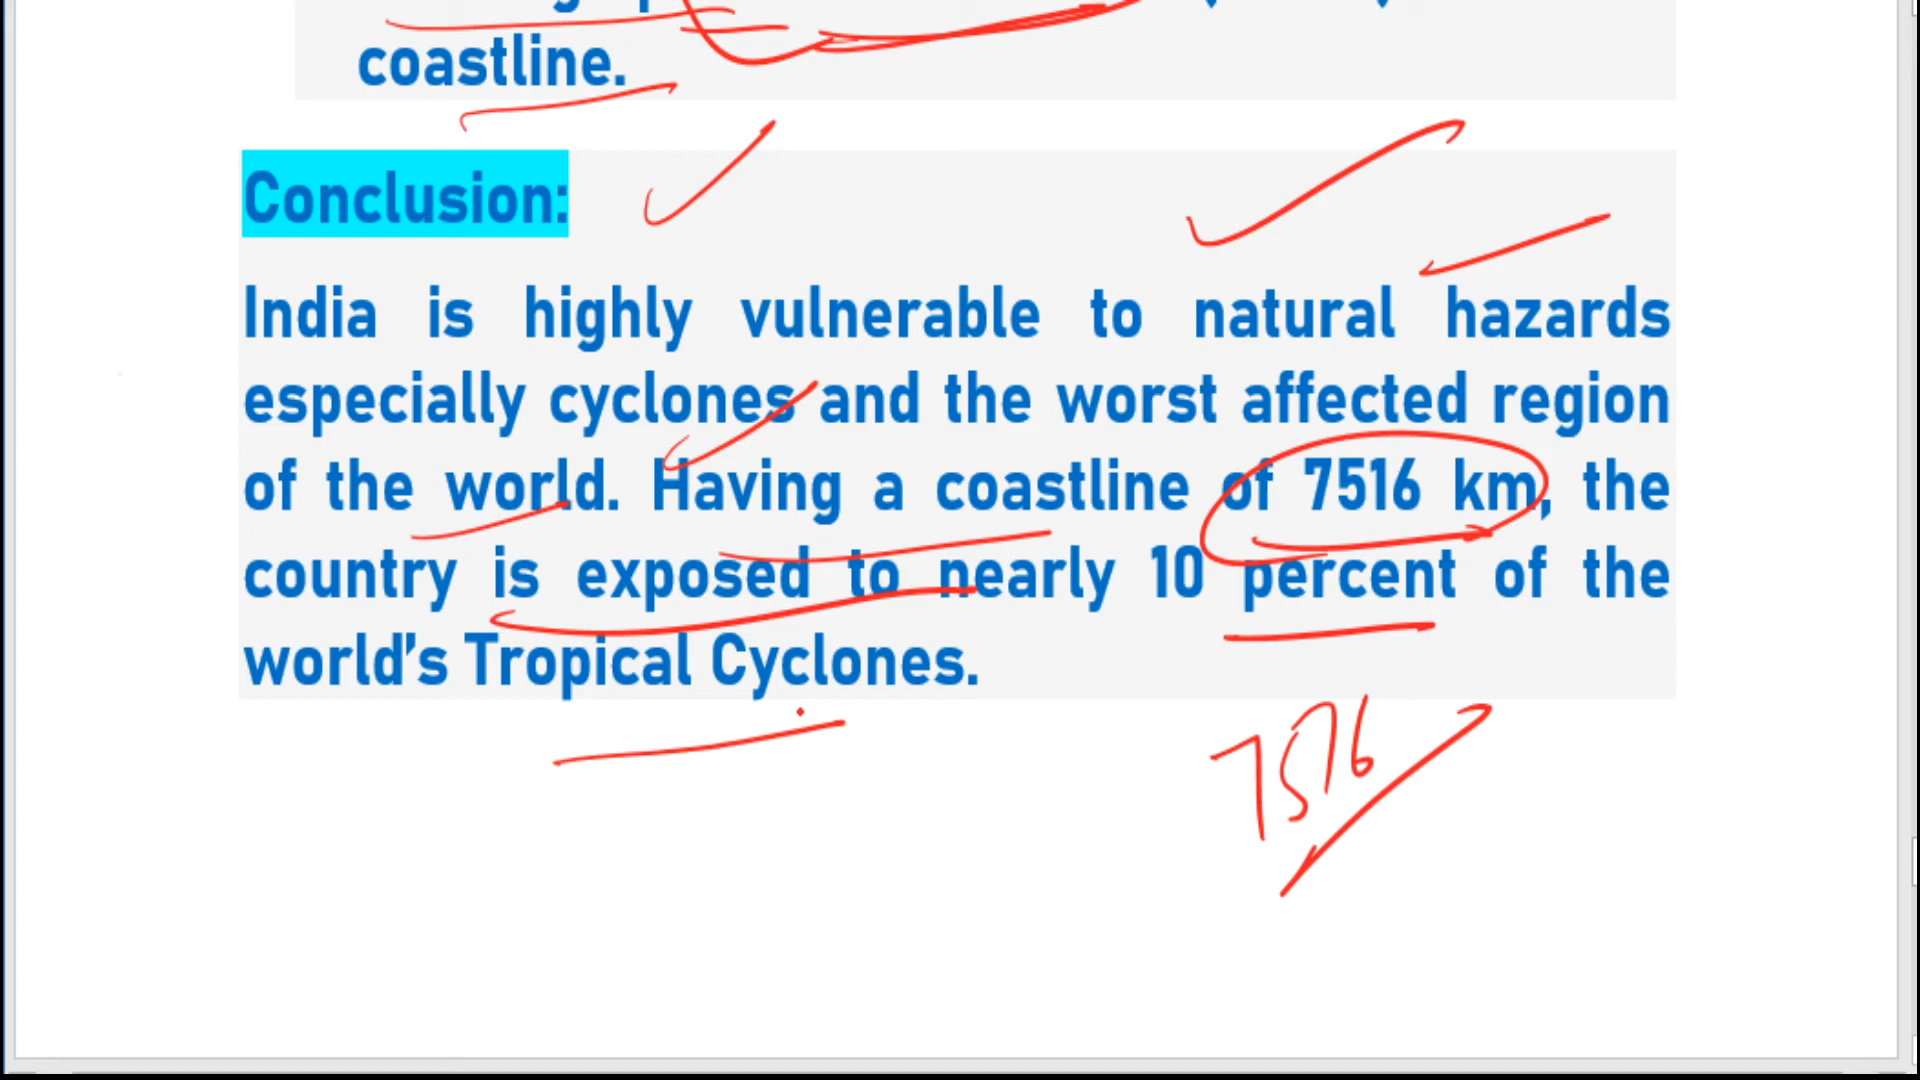 coastline.
Conclusion:
India is highly vulnerable to natural hazards
especially cyclones and the worst affected region
of the world. Having a coastline of 7516 km, the
country is exposed to nearly 10 percent of the
world's Tropical Cyclones.
7516